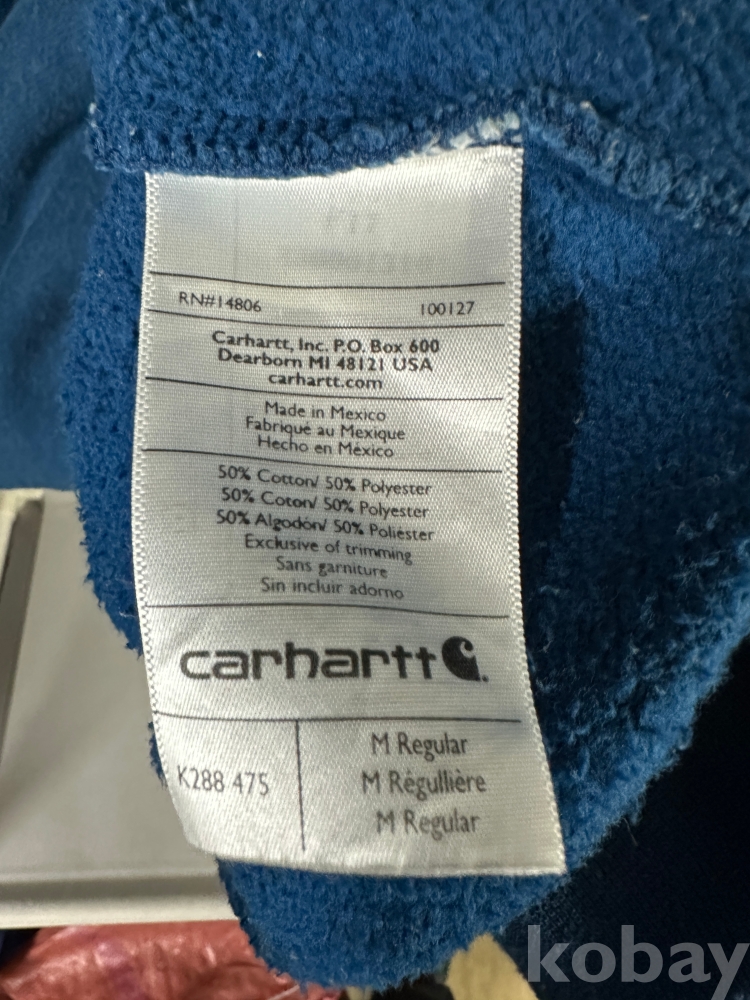 RN#14806 100127
Carhartt, Inc. P.O. Box 600
Dearborn MI 48121 USA
carhartt.com
Made in Mexico
Fabriqué au Mexique
Hecho en México
50% Cotton/ 50% Polyester
50% Coton/ 50% Polyester
50% Algodón/ 50% Poliéster
Exclusive of trimming
Sans garniture
Sin incluir adorno
carhartt
K288 475
M Regular
M Régullière
M Regular
kobay